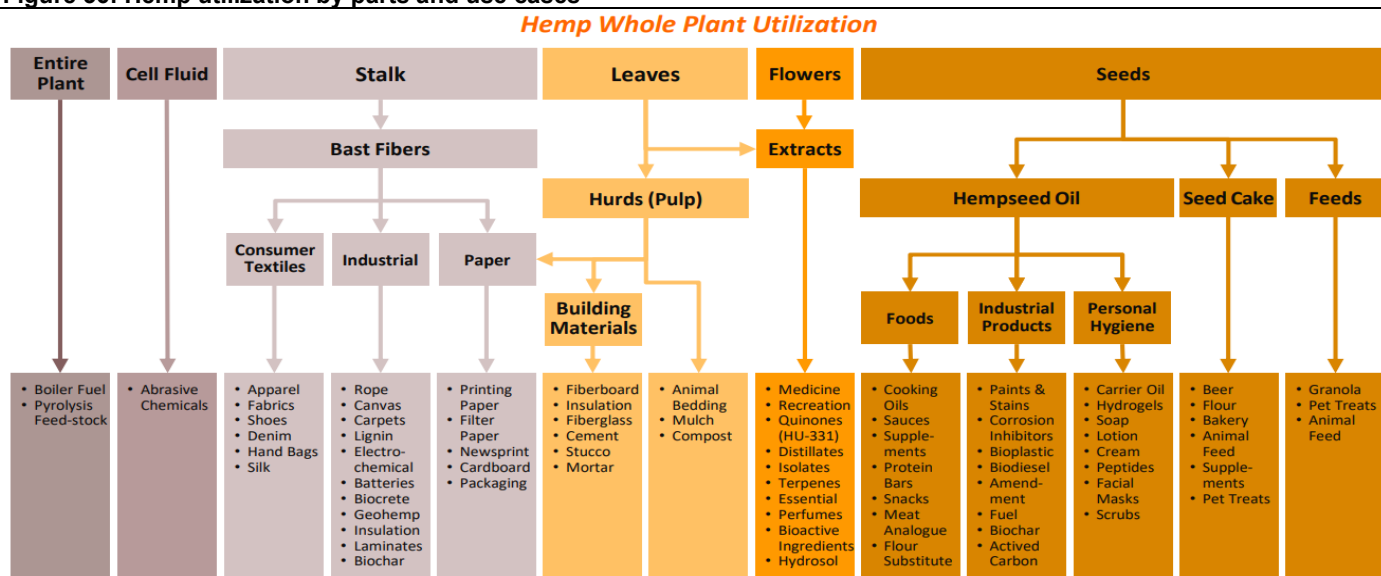 Hemp Whole Plant Utilization
Entire
Plant
Cell Fluid
Stalk
Leaves
Flowers
Seeds
Bast Fibers
Extracts
Hurds (Pulp)
Hempseed Oil
Seed Cake
Feeds
Consumer
Textiles
Industrial
Paper
Building
Materials
Foods
Industrial
Products
Personal
Hygiene
• Boiler Fuel
• Pyrolysis
Feed-stock
• Abrasive
Chemicals
• Apparel
• Fabrics
• Shoes
• Denim
• Hand Bags
• Silk
• Rope
• Canvas
• Carpets
• Lignin
• Electro-
chemical
• Batteries
• Biocrete
• Geohemp
• Insulation
• Laminates
• Biochar
• Printing
Paper
• Filter
Paper
• Newsprint
• Cardboard
• Packaging
• Fiberboard
• Insulation
• Fiberglass
• Cement
• Stucco
• Mortar
• Animal
Bedding
• Mulch
• Compost
• Medicine
• Recreation
• Quinones
(HU-331)
• Distillates
• Isolates
• Terpenes
• Essential
• Perfumes
• Bioactive
Ingredients
• Hydrosol
• Cooking
Oils
• Sauces
• Supple-
ments
• Protein
Bars
• Snacks
• Meat
Analogue
• Flour
Substitute
• Paints &
Stains
• Corrosion
Inhibitors
• Bioplastic
• Biodiesel
• Amend-
ment
• Fuel
• Biochar
• Actived
Carbon
• Carrier Oil
• Hydrogels
• Soap
• Lotion
• Cream
• Peptides
• Facial
Masks
• Scrubs
• Beer
• Flour
• Bakery
• Animal
Feed
• Supple-
ments
• Pet Treats
• Granola
• Pet Treats
• Animal
Feed